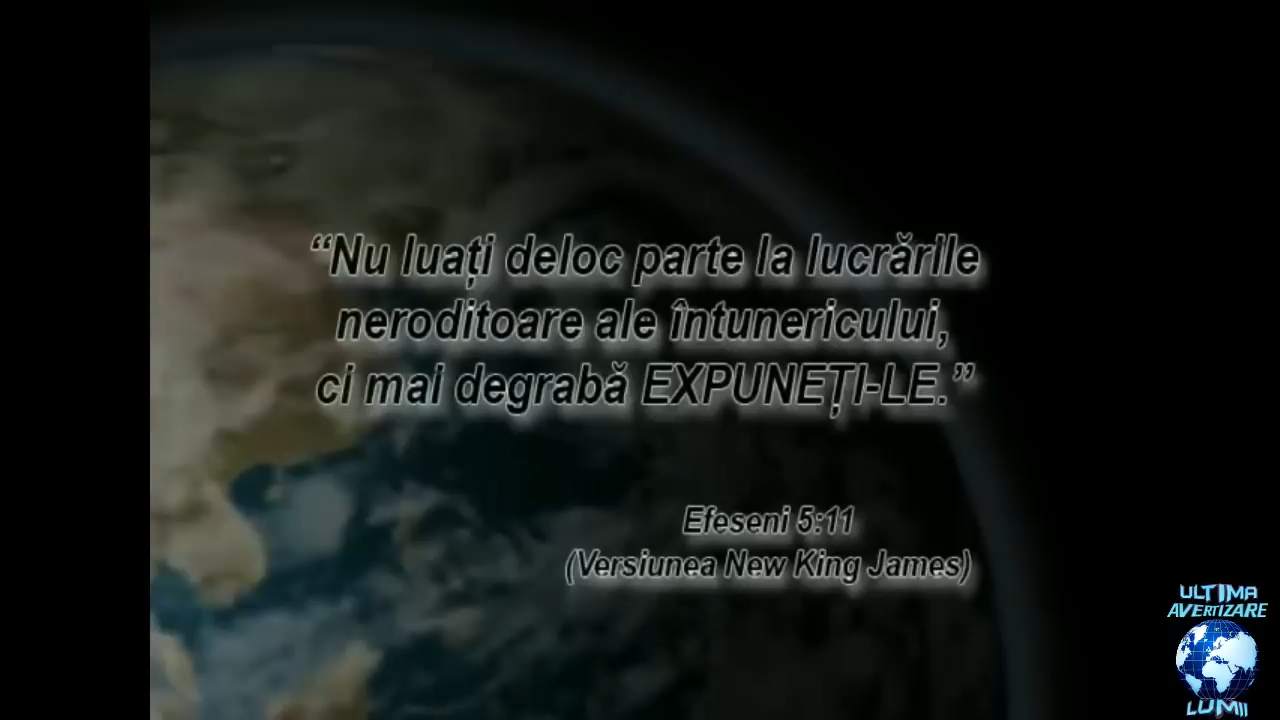 “Nu luați deloc parte la lucrările
neroditoare ale întunericului,
ci mai degrabă EXPUNEȚI-LE.”
Efeseni 5:11
(Versiunea New King James)
ULTIMA
AVERTIZARE
LUMII